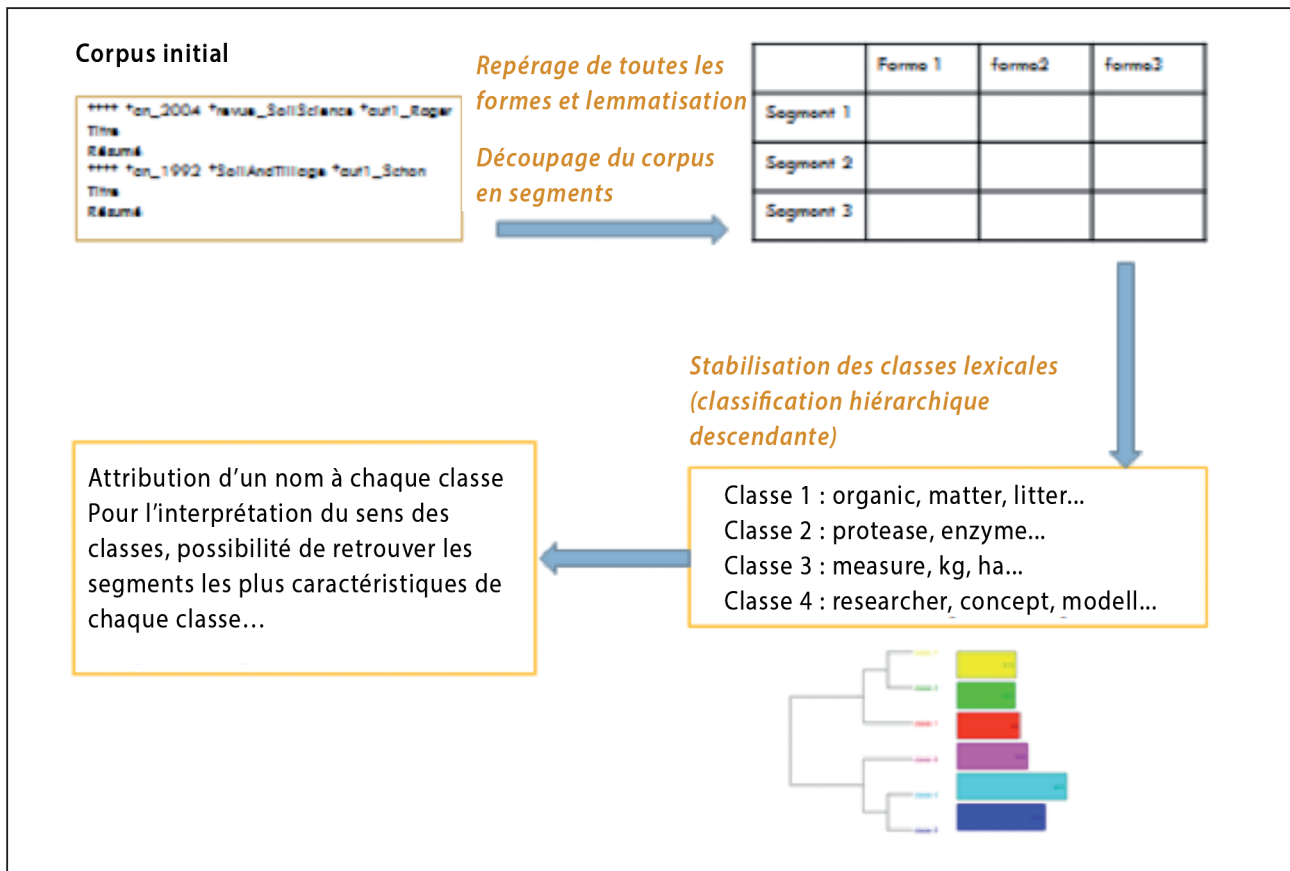 Corpus initial
**** *an_2004 *revue_SoilScience *aut1_Roger
Titre
Résumé
**** *an_1992 *SoilAndTillage *aut1_Schon
Titre
Résumé
Repérage de toutes les
formes et lemmatisation
Découpage du corpus
en segments
Forme 1 forme2 forme3
Segment 1
Segment 2
Segment 3
Stabilisation des classes lexicales
(classification hiérarchique
descendante)
Classe 1 : organic, matter, litter...
Classe 2 : protease, enzyme...
Classe 3 : measure, kg, ha...
Classe 4 : researcher, concept, modell...
Attribution d’un nom à chaque classe
Pour l’interprétation du sens des
classes, possibilité de retrouver les
segments les plus caractéristiques de
chaque classe…